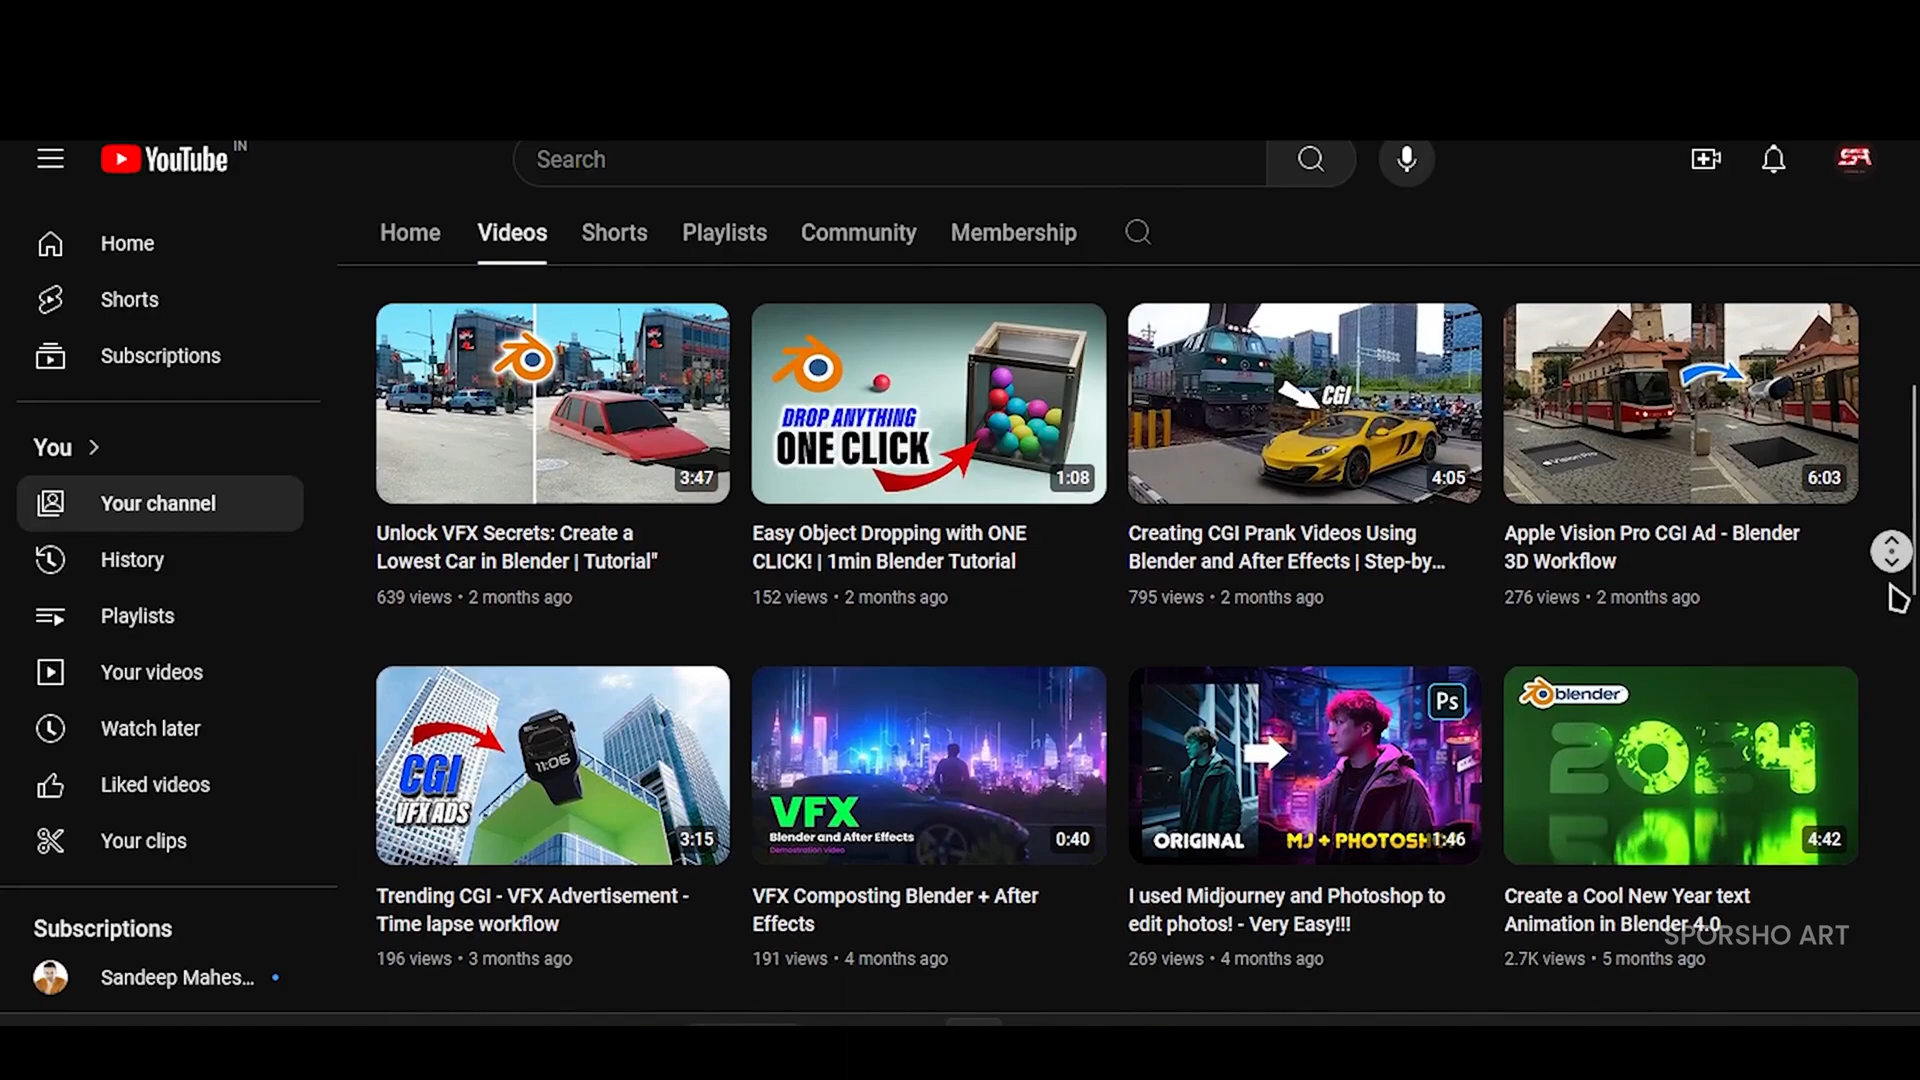 YouTube IN
Search
Home
Videos
Shorts
Playlists
Community
Membership
Home
Shorts
Subscriptions
You
Your channel
History
Playlists
Your videos
Watch later
Liked videos
Your clips
Subscriptions
Sandeep Mahes...
3:47
Unlock VFX Secrets: Create a
Lowest Car in Blender | Tutorial"
639 views • 2 months ago
DROP ANYTHING
ONE CLICK
1:08
Easy Object Dropping with ONE
CLICK! | 1min Blender Tutorial
152 views • 2 months ago
CGI
4:05
Creating CGI Prank Videos Using
Blender and After Effects | Step-by...
795 views • 2 months ago
Vision Pro
6:03
Apple Vision Pro CGI Ad - Blender
3D Workflow
276 views • 2 months ago
CGI
VFX ADS
11:06
3:15
Trending CGI - VFX Advertisement -
Time lapse workflow
196 views • 3 months ago
VFX
Blender and After Effects
Demostration video
0:40
VFX Composting Blender + After
Effects
191 views • 4 months ago
Ps
ORIGINAL
MJ + PHOTOSH
1:46
I used Midjourney and Photoshop to
edit photos! - Very Easy!!!
269 views • 4 months ago
blender
2024
4:42
Create a Cool New Year text
Animation in Blender 4.0
2.7K views • 5 months ago
SPORSHO ART